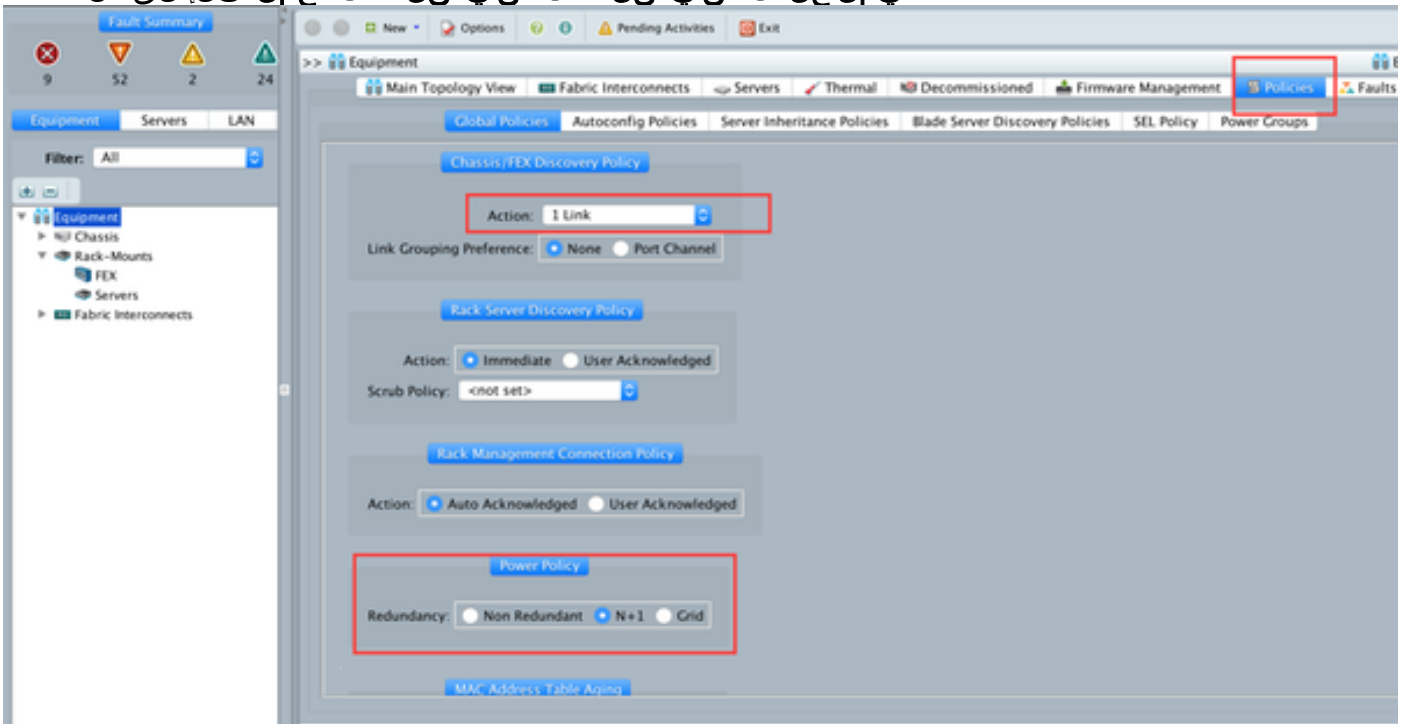 Fault Summary
9 52 2 24
New Options Pending Activities Exit
>> Equipment
Main Topology View Fabric Interconnects Servers Thermal Decommissioned Firmware Management Policies Faults
Equipment Servers LAN
Global Policies Autoconfig Policies Server Inheritance Policies Blade Server Discovery Policies SEL Policy Power Groups
Filter: All
Equipment
Chassis
Rack-Mounts
FEX
Servers
Fabric Interconnects
Chassis/FEX Discovery Policy
Action: 1 Link
Link Grouping Preference: None Port Channel
Rack Server Discovery Policy
Action: Immediate User Acknowledged
Scrub Policy: <not set>
Rack Management Connection Policy
Action: Auto Acknowledged User Acknowledged
Power Policy
Redundancy: Non Redundant N+1 Grid
MAC Address Table Aging